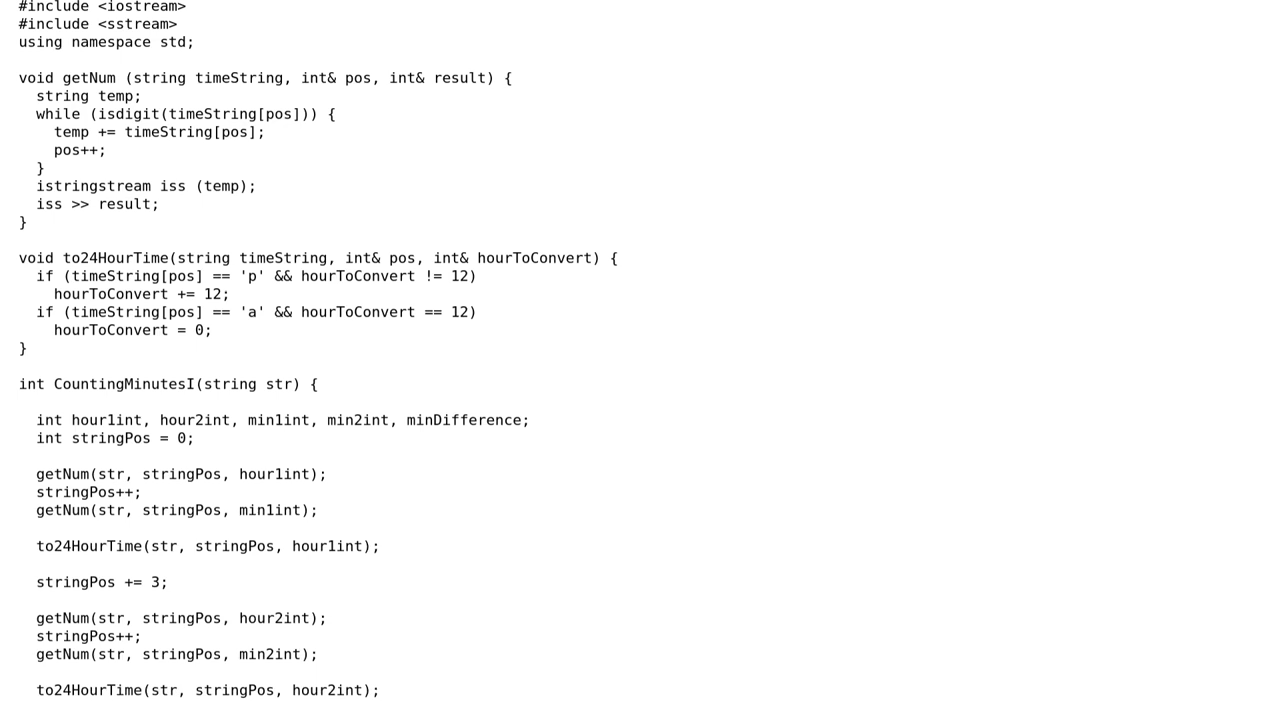 #include <iostream>
#include <sstream>
using namespace std;

void getNum (string timeString, int& pos, int& result) {
  string temp;
  while (isdigit(timeString[pos])) {
    temp += timeString[pos];
    pos++;
  }
  istringstream iss (temp);
  iss >> result;
}

void to24HourTime(string timeString, int& pos, int& hourToConvert) {
  if (timeString[pos] == 'p' && hourToConvert != 12)
    hourToConvert += 12;
  if (timeString[pos] == 'a' && hourToConvert == 12)
    hourToConvert = 0;
}

int CountingMinutesI(string str) {

  int hour1int, hour2int, min1int, min2int, minDifference;
  int stringPos = 0;

  getNum(str, stringPos, hour1int);
  stringPos++;
  getNum(str, stringPos, min1int);

  to24HourTime(str, stringPos, hour1int);

  stringPos += 3;

  getNum(str, stringPos, hour2int);
  stringPos++;
  getNum(str, stringPos, min2int);

  to24HourTime(str, stringPos, hour2int);